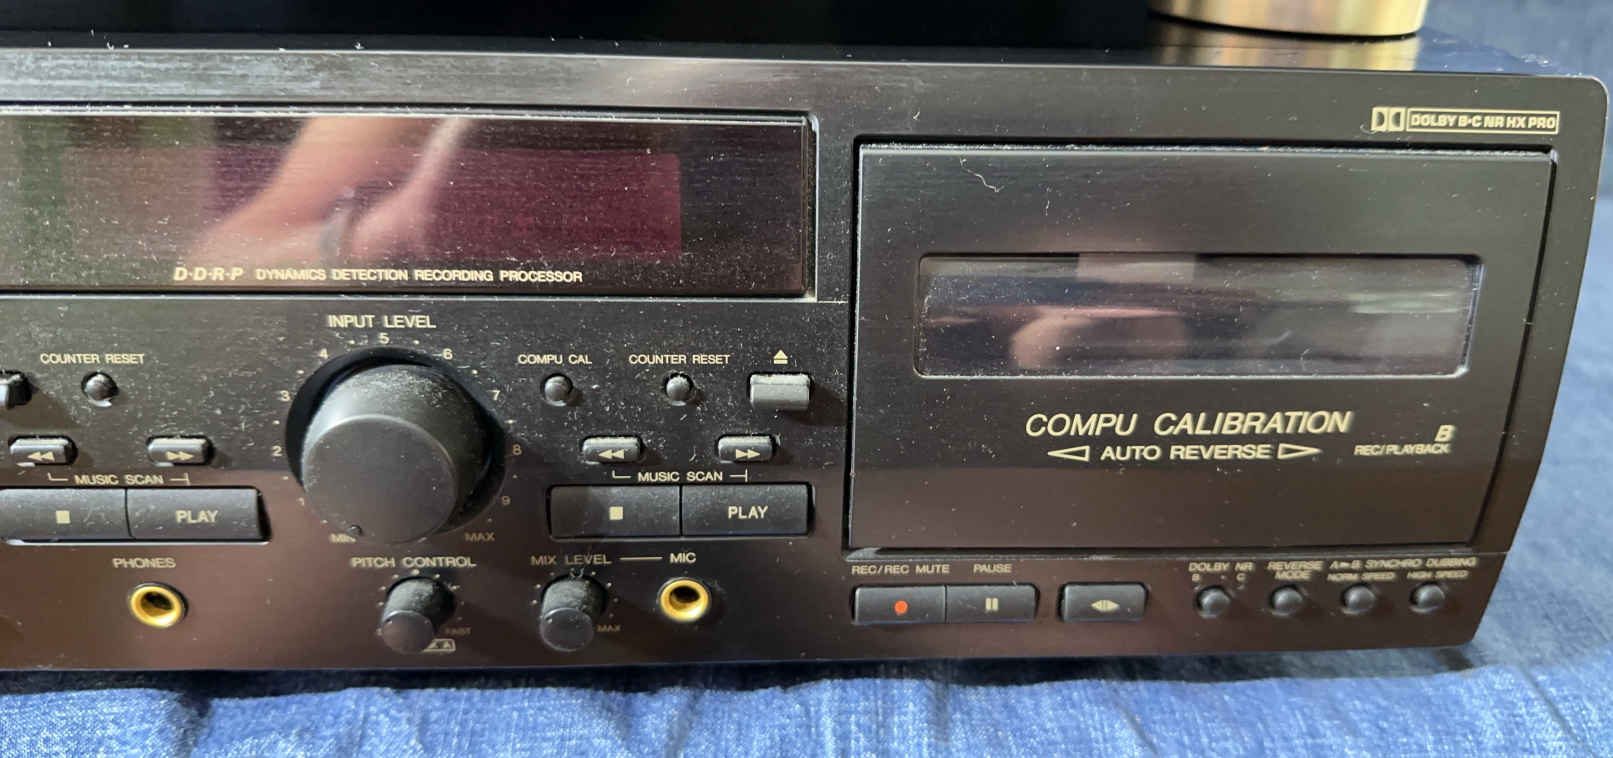 DOLBY B·C NR HX PRO
D·D·R·P DYNAMICS DETECTION RECORDING PROCESSOR
INPUT LEVEL
2
3
4
5
6
7
8
9
MIN
MAX
COUNTER RESET
COMPU CAL
COUNTER RESET
MUSIC SCAN
PLAY
MUSIC SCAN
PLAY
COMPU CALIBRATION
AUTO REVERSE
B
REC/PLAYBACK
PHONES
PITCH CONTROL
FAST
MIX LEVEL
MAX
MIC
REC/REC MUTE
PAUSE
DOLBY NR
B C
REVERSE
MODE
A▶B SYNCHRO DUBBING
NORM SPEED
HIGH SPEED